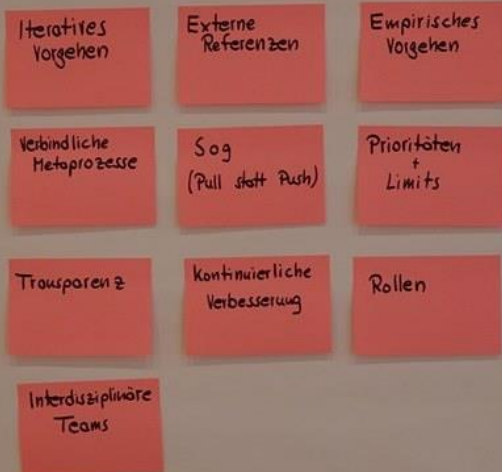 Iteratives
Vorgehen
Externe
Referenzen
Empirisches
Vorgehen
Verbindliche
Metaprozesse
Sog
(Pull statt Push)
Prioritäten
+
Limits
Transparenz
Kontinuierliche
Verbesserung
Rollen
Interdisziplinäre
Teams